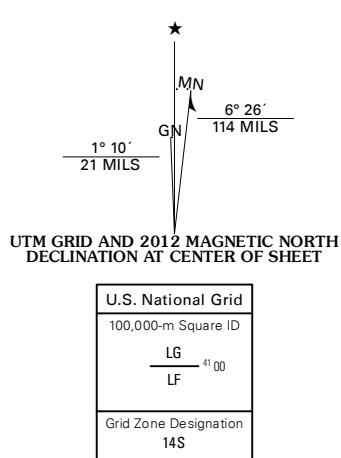 ★
MN
GN
6° 26´
114 MILS
1° 10´
21 MILS
UTM GRID AND 2012 MAGNETIC NORTH
DECLINATION AT CENTER OF SHEET
U.S. National Grid
100,000-m Square ID
LG
41 00
LF
Grid Zone Designation
14S